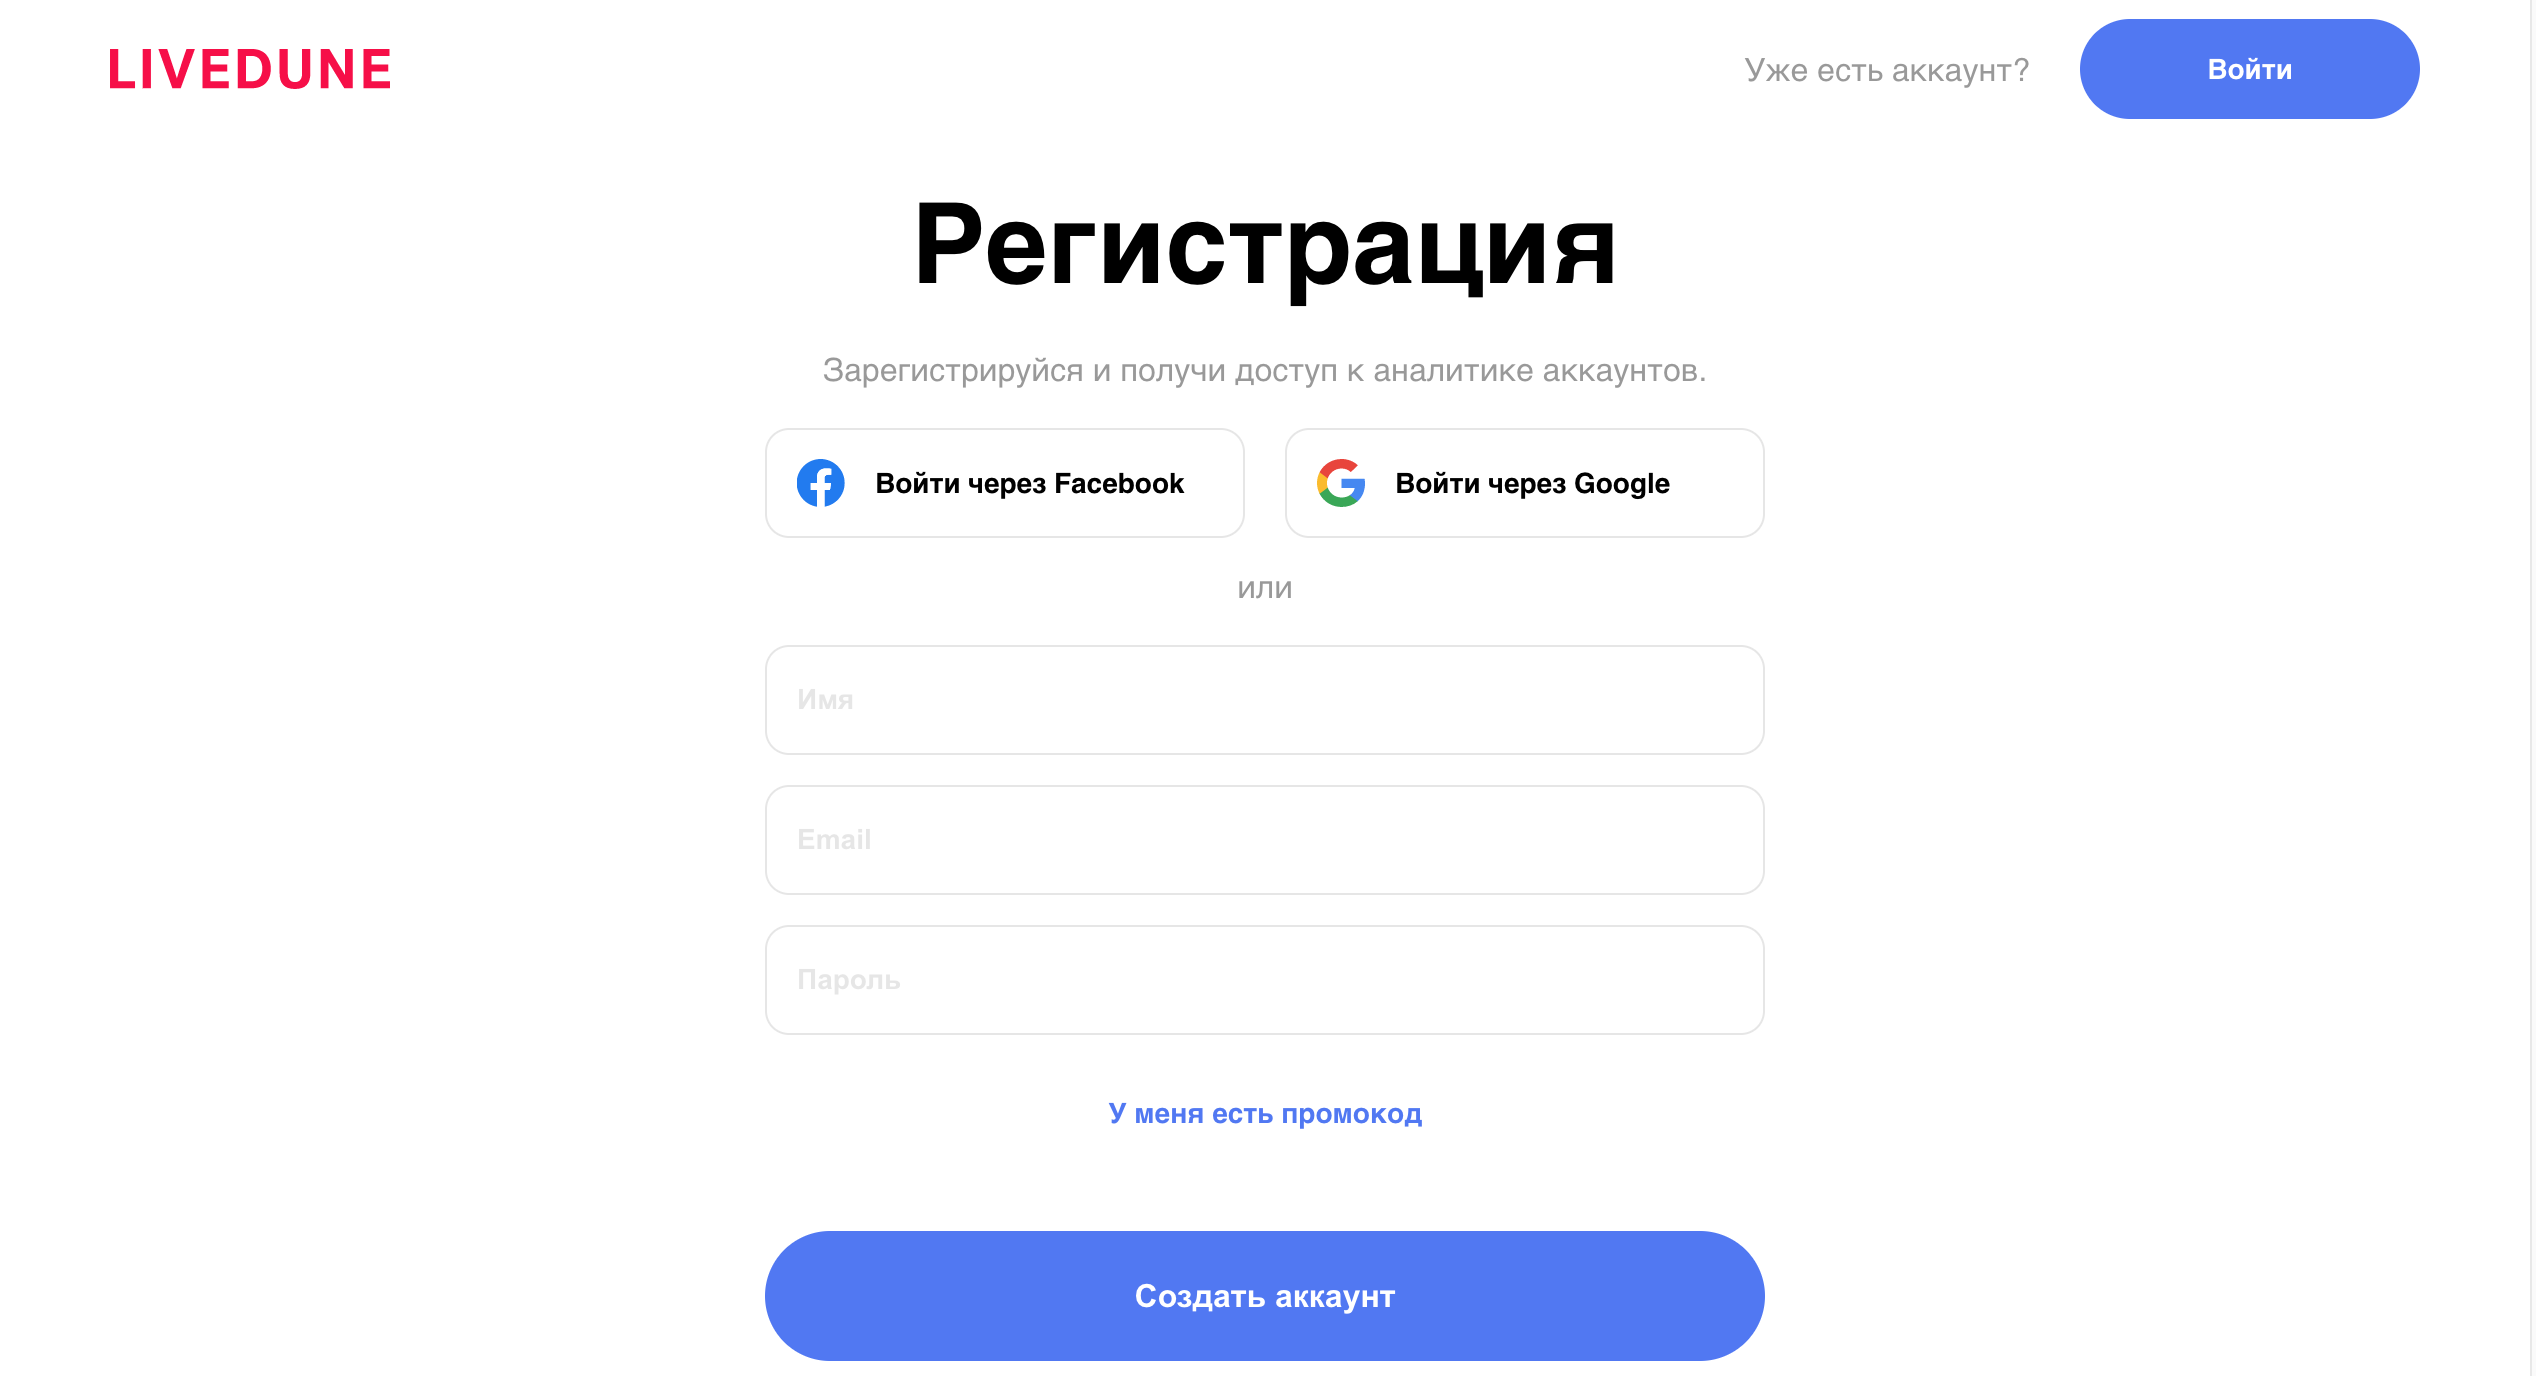 LIVEDUNE
Уже есть аккаунт?
Войти
Регистрация
Зарегистрируйся и получи доступ к аналитике аккаунтов.
Войти через Facebook
Войти через Google
или
Имя
Email
Пароль
У меня есть промокод
Создать аккаунт